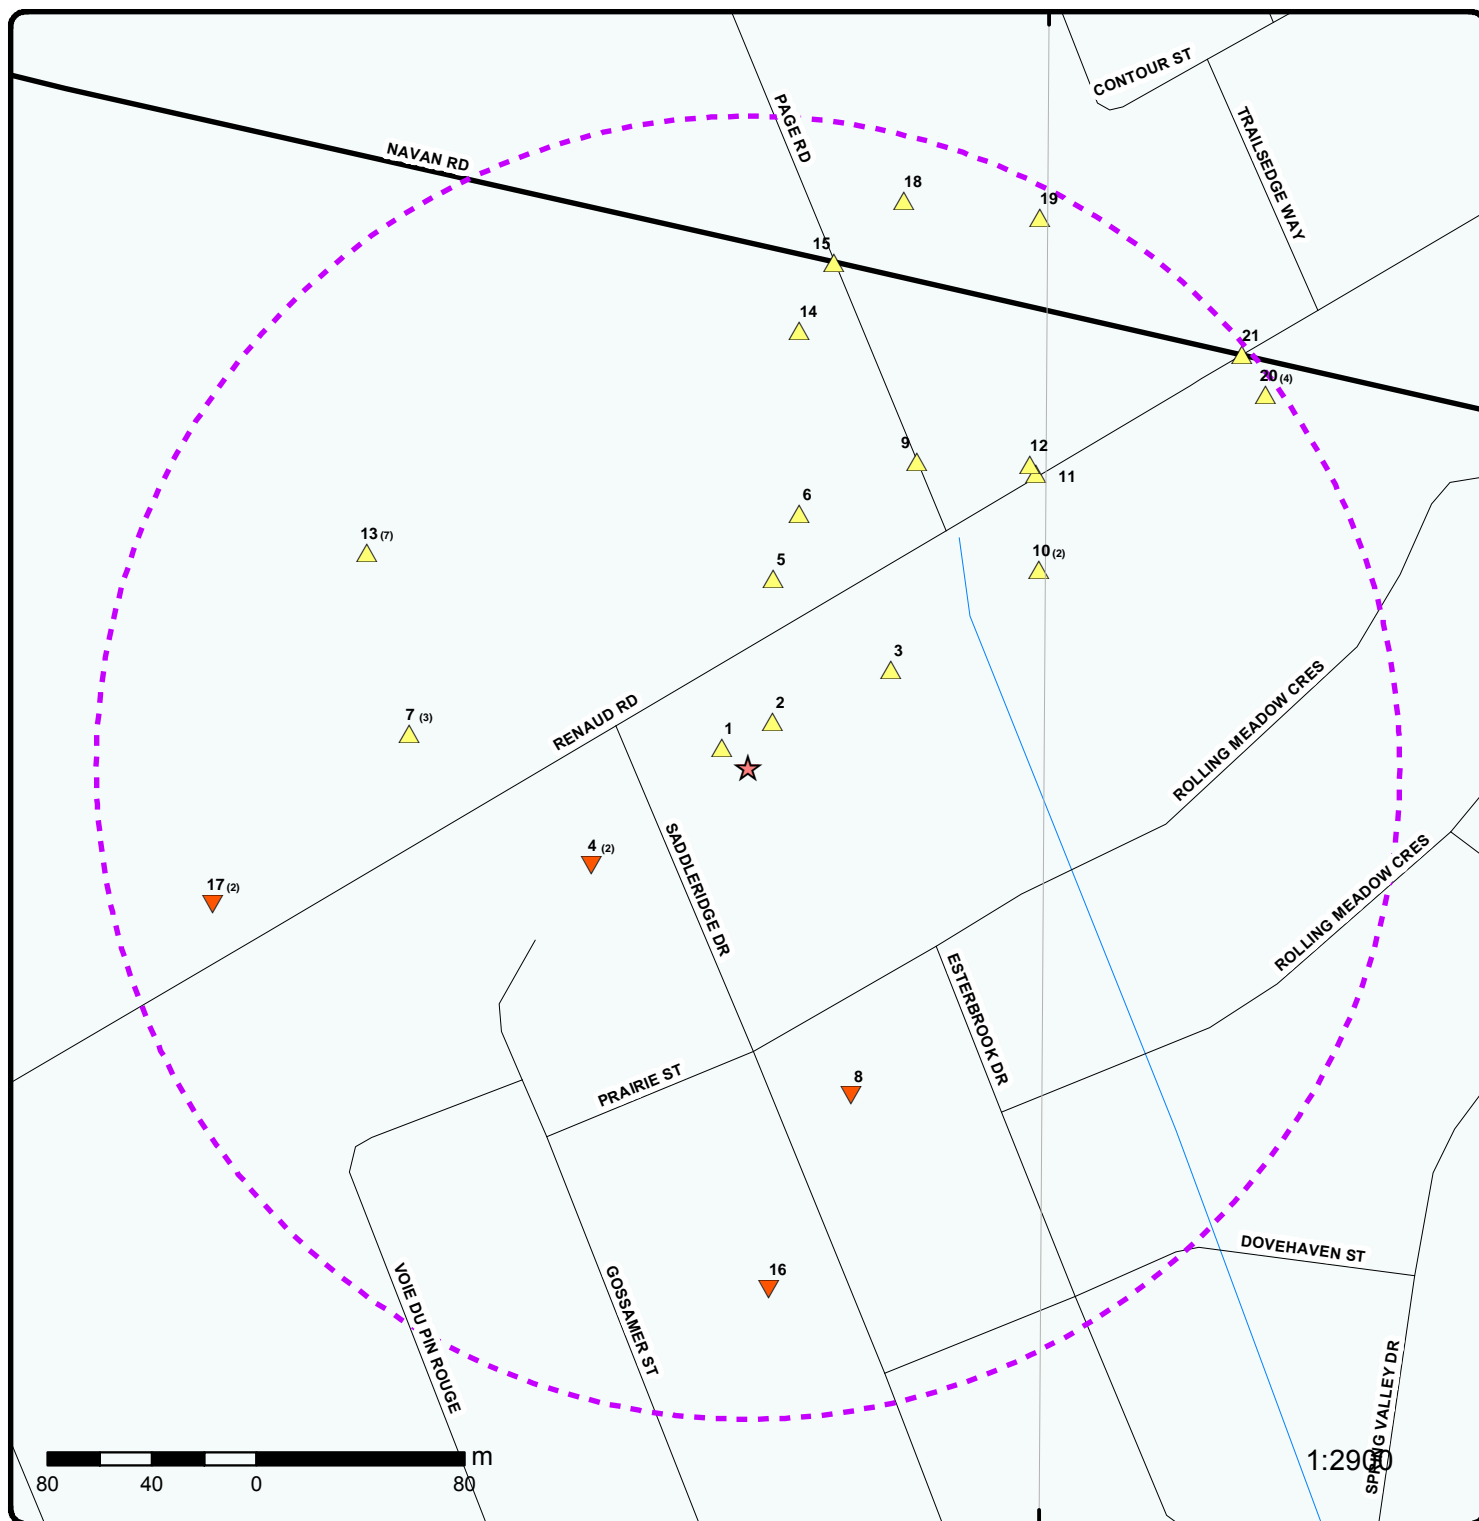 CONTOUR ST
PAGE RD
TRAILSEDGE WAY
NAVAN RD
18
19
15
14
21
20 (4)
9
12
11
6
13 (7)
10 (2)
5
3
ROLLING MEADOW CRES
7 (3)
RENAUD RD
2
1
SADDLERIDGE DR
4 (2)
ROLLING MEADOW CRES
17 (2)
ESTERBROOK DR
PRAIRIE ST
8
DOVEHAVEN ST
VOIE DU PIN ROUGE
GOSSAMER ST
16
SPRING VALLEY DR
m
1:2900
80 40 0 80